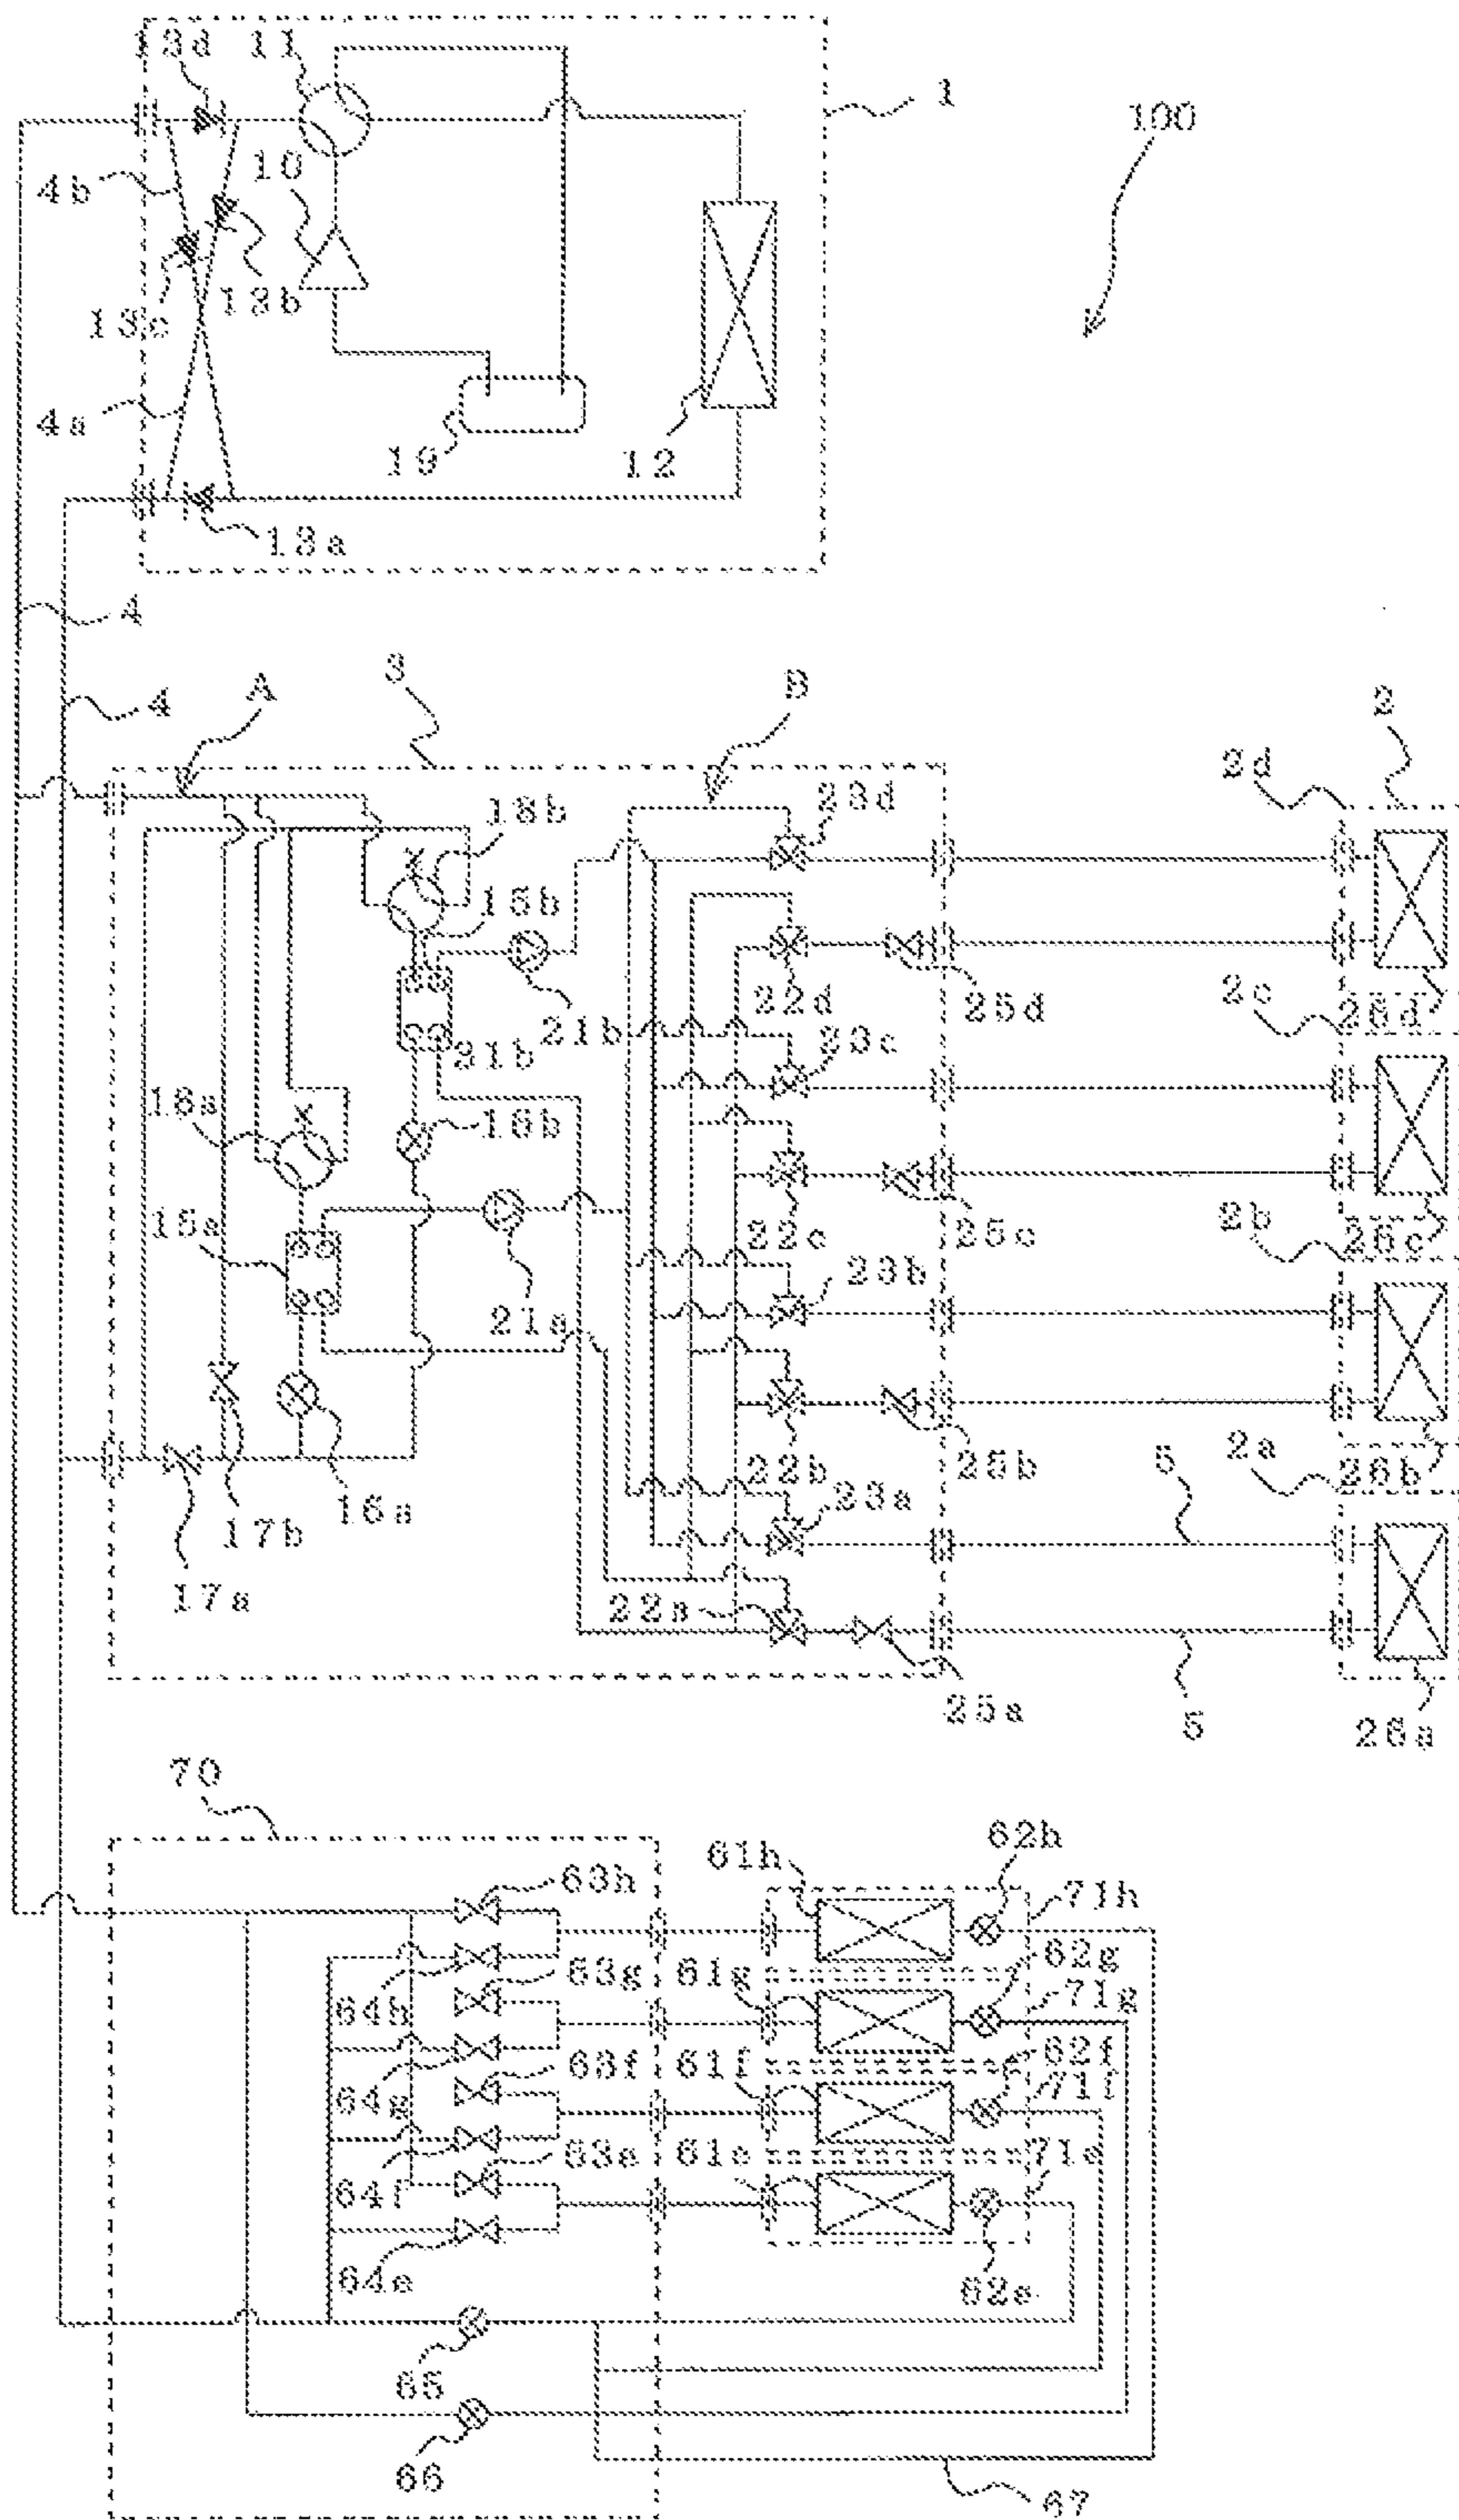 13d 11
1
100
4b
10
13c
13b
4a
19
12
13a
4
4
A
3
B
2
2d
23d
18b
15b
22d
25d
2c
26d
21b
21b
23c
18a
16b
15a
22c
25c
2b
26c
23b
21a
22b
25b
2a
26b
5
16a
23a
17b
17a
22a
25a
5
26a
70
62h
61h
63h
71h
62g
63g
61g
64h
71g
62f
63f
61f
64g
71f
63e
61e
71e
64f
64e
62e
65
66
67